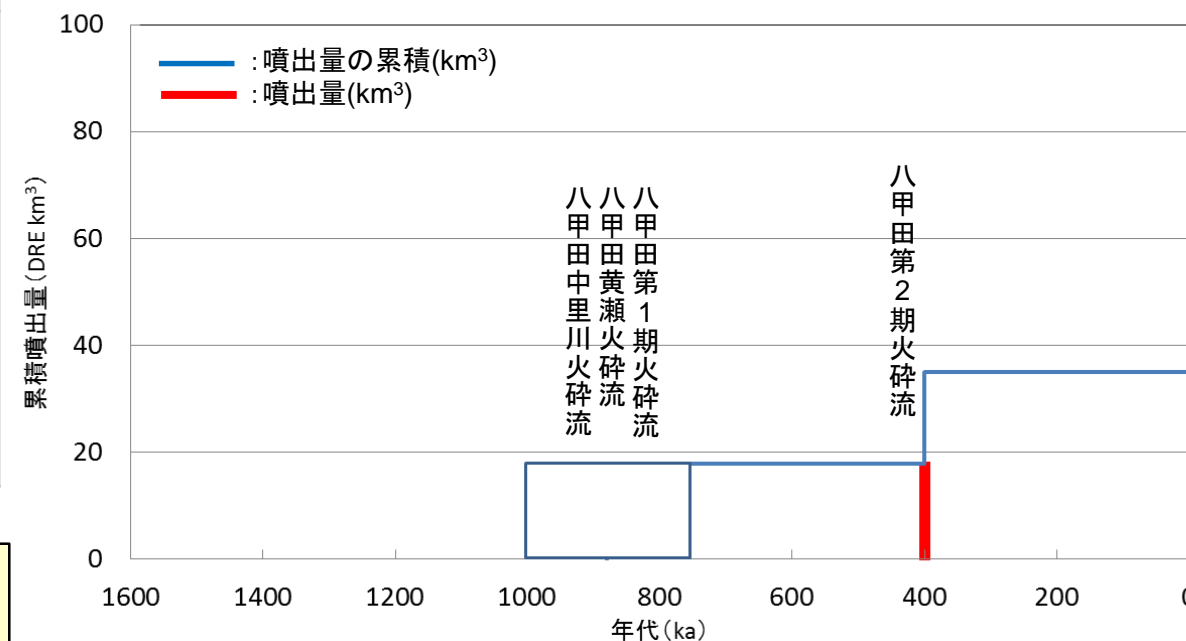 100
80
60
40
20
0
累積噴出量(DRE km³)
:噴出量の累積(km³)
:噴出量(km³)
八甲田中里川火砕流
八甲田黄瀬火砕流
八甲田第1期火砕流
八甲田第2期火砕流
1600 1400 1200 1000 800 600 400 200 0
年代(ka)